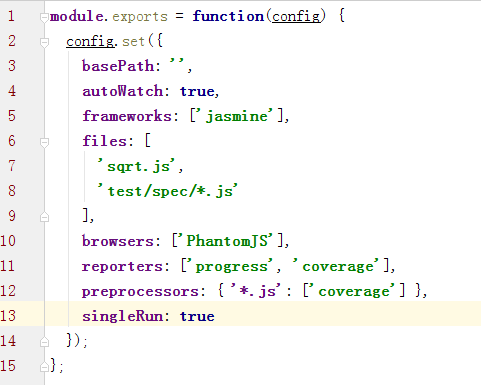 1 module.exports = function(config) {
2 config.set({
3 basePath: '',
4 autoWatch: true,
5 frameworks: ['jasmine'],
6 files: [
7 'sqrt.js',
8 'test/spec/*.js'
9 ],
10 browsers: ['PhantomJS'],
11 reporters: ['progress', 'coverage'],
12 preprocessors: { '*.js': ['coverage'] },
13 singleRun: true
14 });
15 };